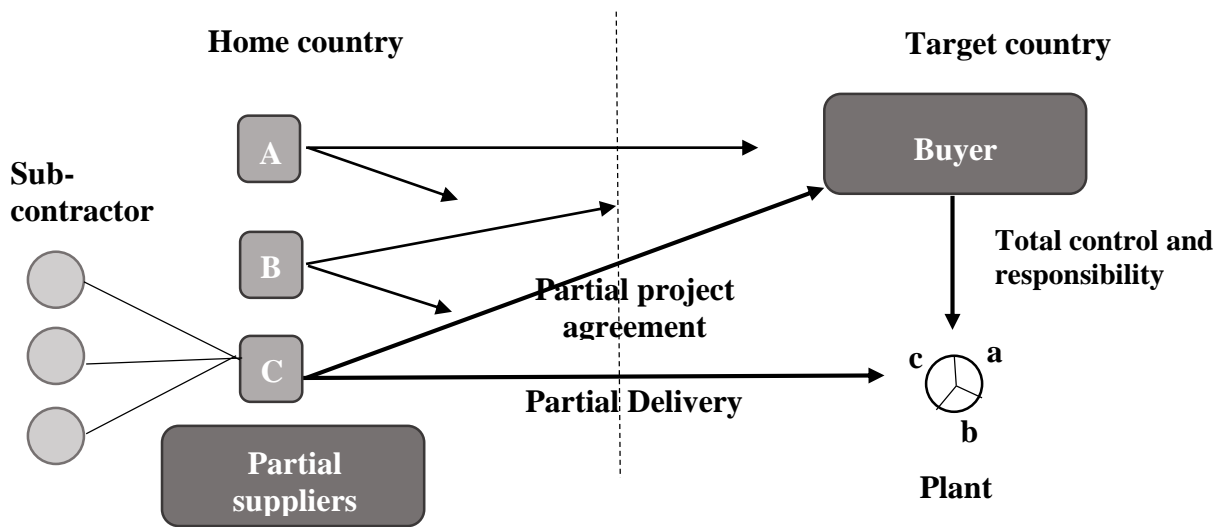 Home country
Target country
A
Buyer
Sub-
contractor
B
Total control and
responsibility
Partial project
agreement
C
c
a
b
Partial Delivery
Partial
suppliers
Plant